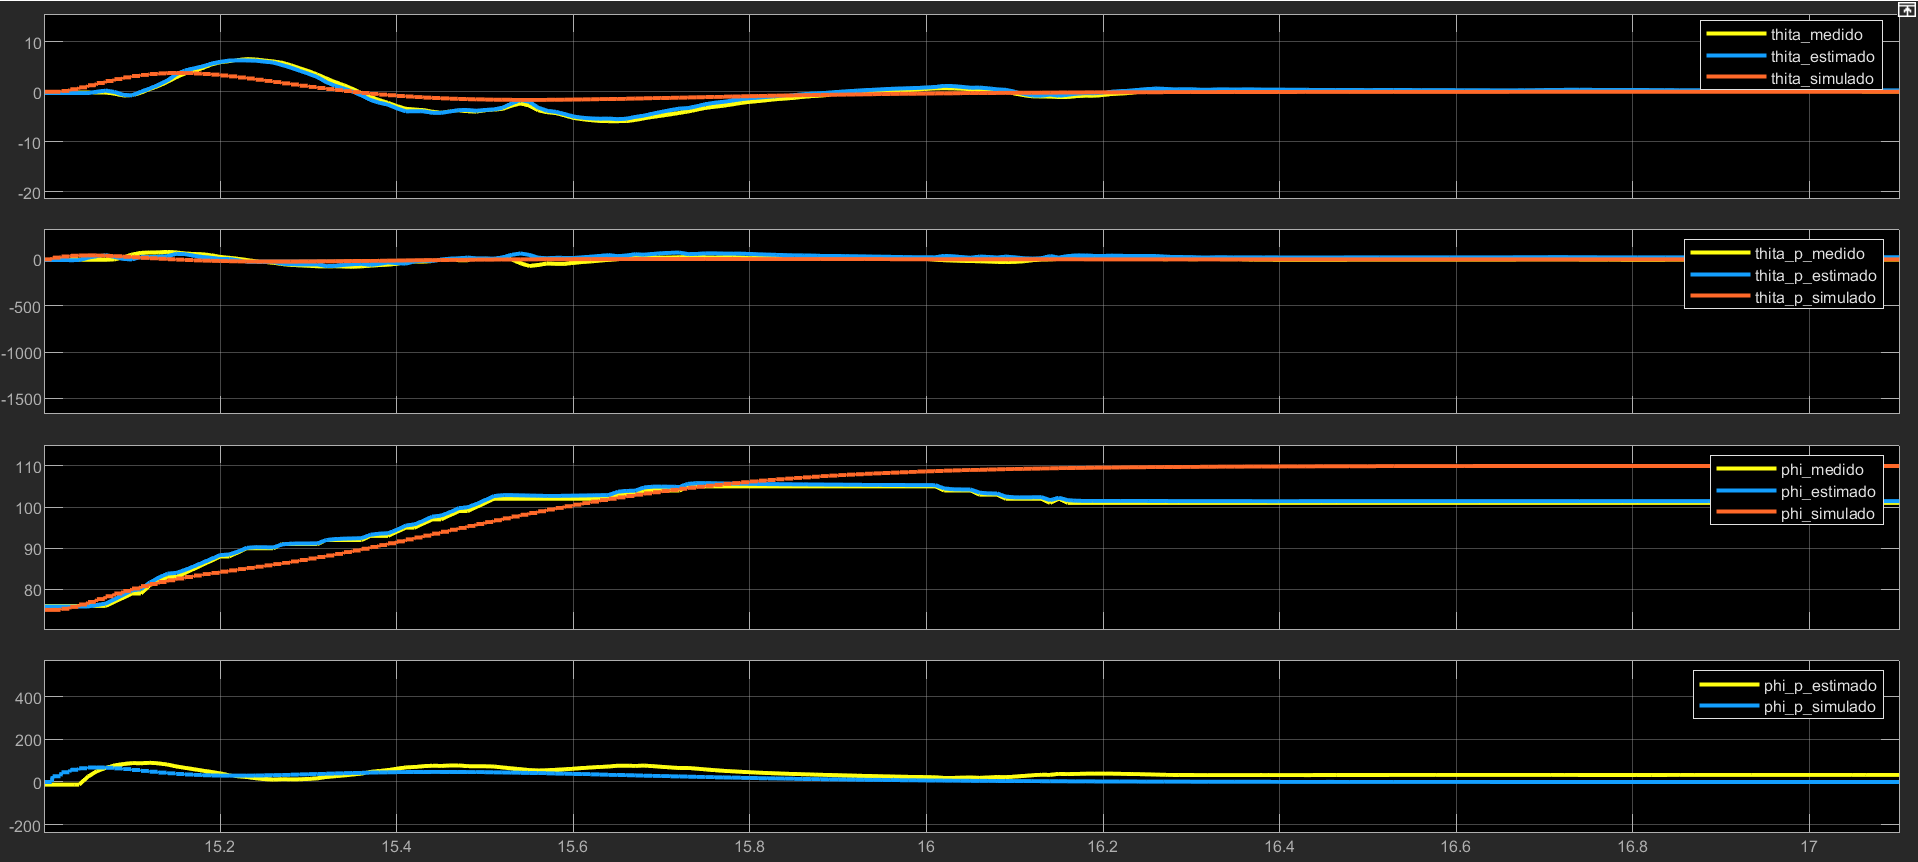 10
0
-10
-20
thita_medido
thita_estimado
thita_simulado
0
-500
-1000
-1500
thita_p_medido
thita_p_estimado
thita_p_simulado
110
100
90
80
phi_medido
phi_estimado
phi_simulado
400
200
0
-200
phi_p_estimado
phi_p_simulado
15.2 15.4 15.6 15.8 16 16.2 16.4 16.6 16.8 17